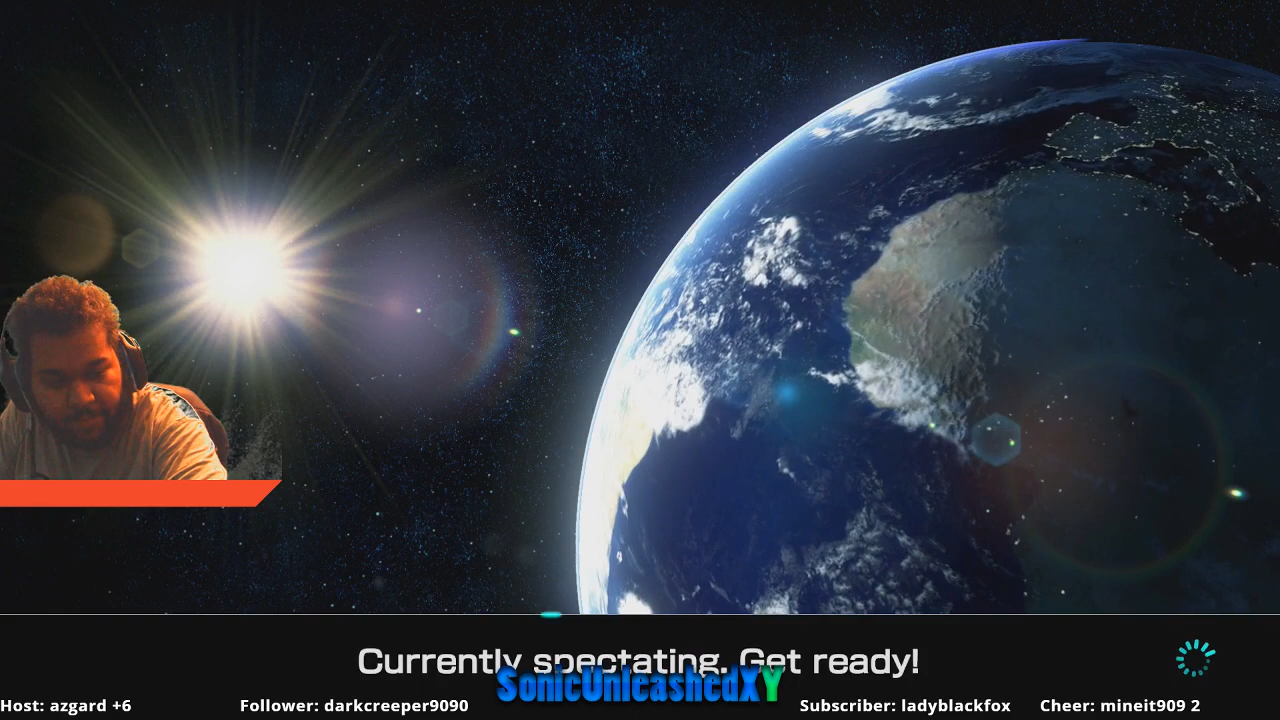 Currently spectating. Get ready!
SonicUnleashedXY
Host: azgard +6
Follower: darkcreeper9090
Subscriber: ladyblackfox
Cheer: mineit909 2